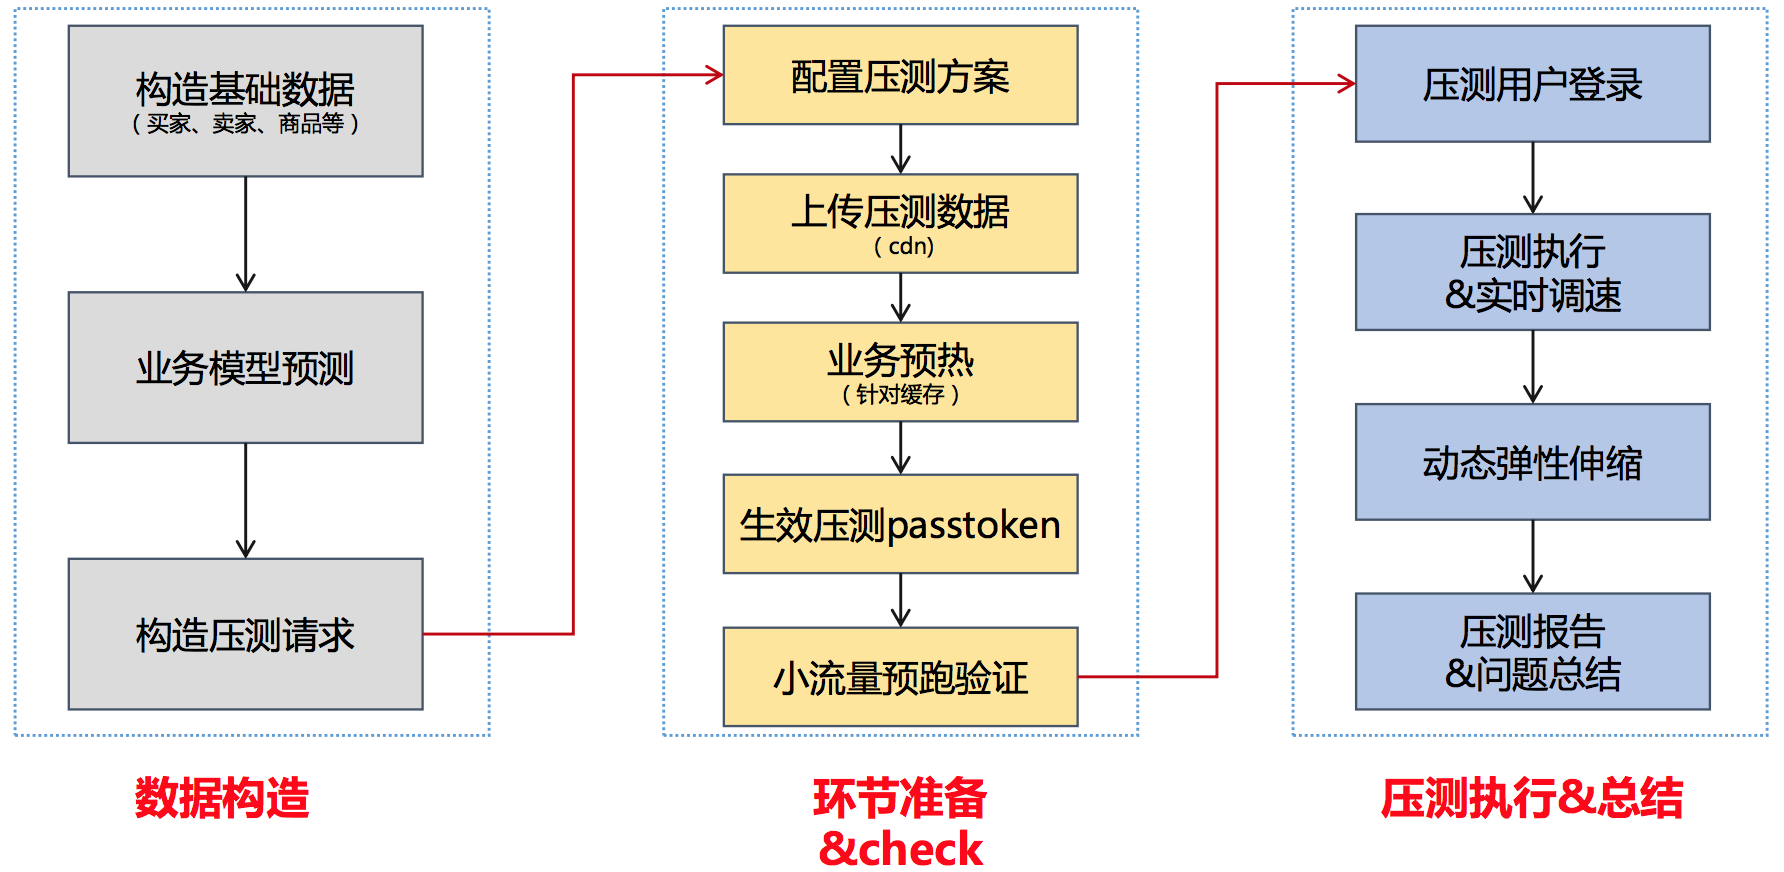 构造基础数据
（买家、卖家、商品等）
业务模型预测
构造压测请求
数据构造
配置压测方案
上传压测数据
（cdn)
业务预热
（针对缓存）
生效压测passtoken
小流量预跑验证
环节准备
&check
压测用户登录
压测执行
&实时调速
动态弹性伸缩
压测报告
&问题总结
压测执行&总结